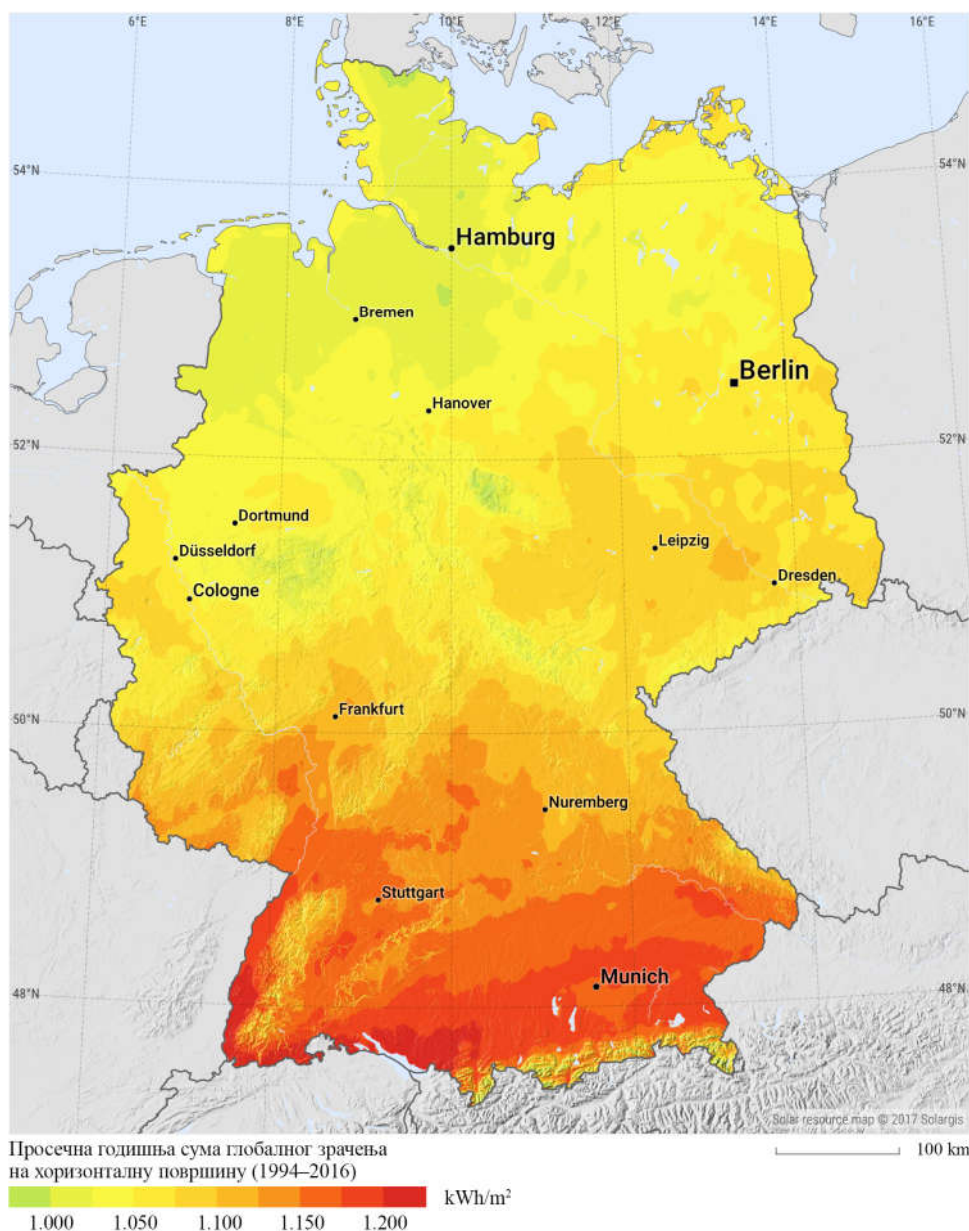 6°E 8°E 10°E 12°E 14°E 16°E
54°N 54°N
Hamburg
Bremen
Berlin
Hanover
52°N 52°N
Dortmund
Düsseldorf
Leipzig
Cologne
Dresden
50°N 50°N
Frankfurt
Nuremberg
Stuttgart
Munich
48°N 48°N
Solar resource map © 2017 Solargis
Просечна годишња сума глобалног зрачења
на хоризонталну површину (1994–2016)
100 km
kWh/m²
1.000 1.050 1.100 1.150 1.200